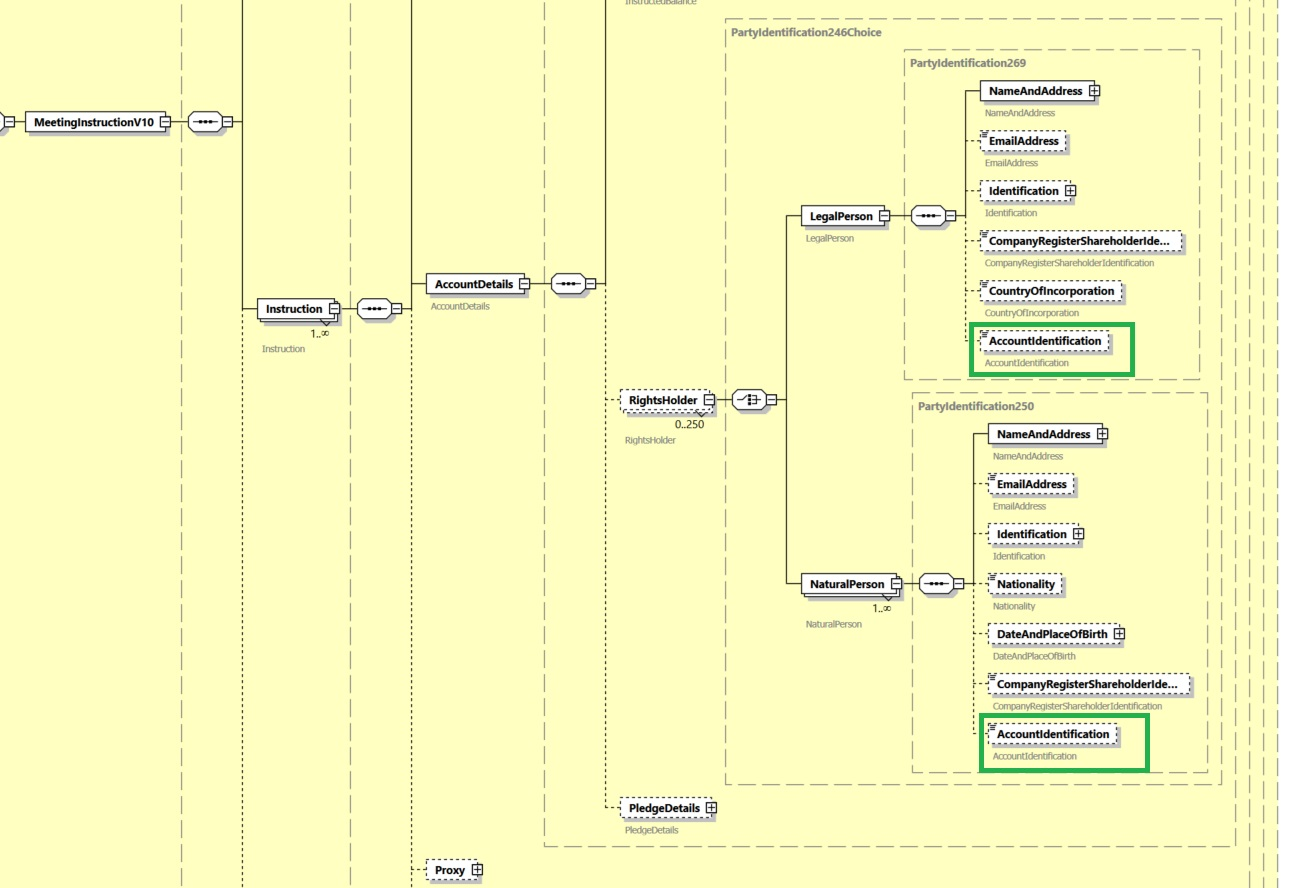 InstructedBalance
PartyIdentification246Choice
PartyIdentification269
NameAndAddress
NameAndAddress
MeetingInstructionV10
EmailAddress
EmailAddress
Identification
Identification
LegalPerson
LegalPerson
CompanyRegisterShareholderIde...
CompanyRegisterShareholderIdentification
AccountDetails
AccountDetails
CountryOfIncorporation
CountryOfIncorporation
Instruction
1..∞
Instruction
AccountIdentification
AccountIdentification
RightsHolder
0..250
RightsHolder
PartyIdentification250
NameAndAddress
NameAndAddress
EmailAddress
EmailAddress
Identification
Identification
NaturalPerson
1..∞
NaturalPerson
Nationality
Nationality
DateAndPlaceOfBirth
DateAndPlaceOfBirth
CompanyRegisterShareholderIde...
CompanyRegisterShareholderIdentification
AccountIdentification
AccountIdentification
PledgeDetails
PledgeDetails
Proxy